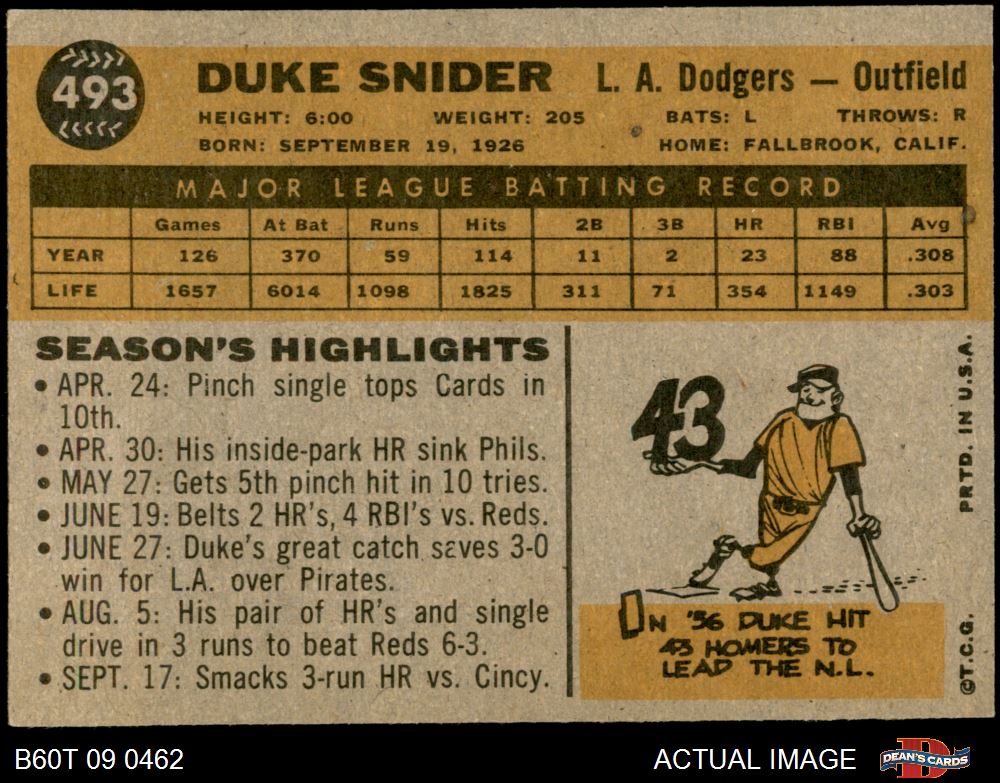 493
DUKE SNIDER L. A. Dodgers — Outfield
HEIGHT: 6:00 WEIGHT: 205 BATS: L THROWS: R
BORN: SEPTEMBER 19, 1926 HOME: FALLBROOK, CALIF.
MAJOR LEAGUE BATTING RECORD
Games At Bat Runs Hits 2B 3B HR RBI Avg
YEAR 126 370 59 114 11 2 23 88 .308
LIFE 1657 6014 1098 1825 311 71 354 1149 .303
SEASON'S HIGHLIGHTS
• APR. 24: Pinch single tops Cards in
10th.
• APR. 30: His inside-park HR sink Phils.
• MAY 27: Gets 5th pinch hit in 10 tries.
• JUNE 19: Belts 2 HR's, 4 RBI's vs. Reds.
• JUNE 27: Duke's great catch saves 3-0
win for L.A. over Pirates.
• AUG. 5: His pair of HR's and single
drive in 3 runs to beat Reds 6-3.
• SEPT. 17: Smacks 3-run HR vs. Cincy.
43
IN '56 DUKE HIT
43 HOMERS TO
LEAD THE N.L.
PRTD. IN U.S.A.
©T.C.G.
B60T 09 0462 ACTUAL IMAGE
DEAN'S CARDS